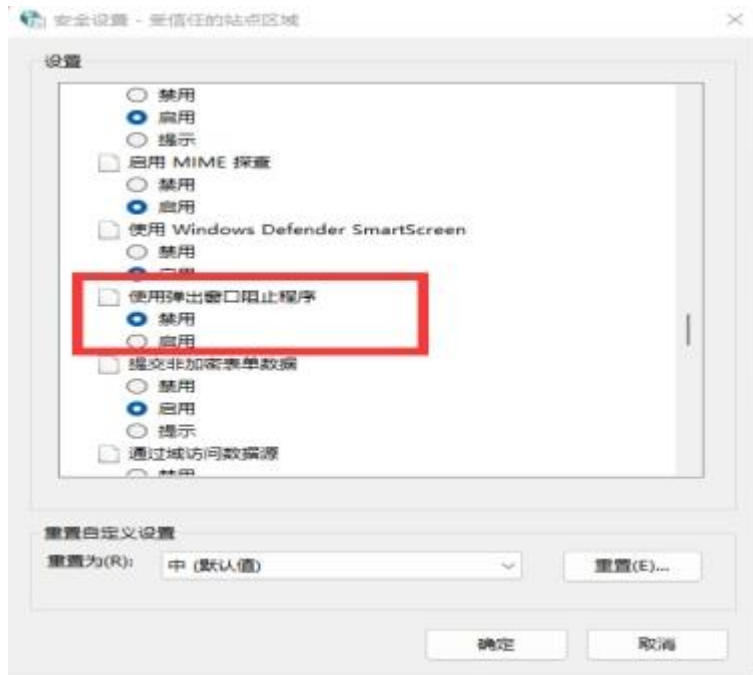 安全设置 - 受信任的站点区域
设置
禁用
启用
提示
启用 MIME 探查
禁用
启用
使用 Windows Defender SmartScreen
禁用
启用
使用弹出窗口阻止程序
禁用
启用
提交非加密表单数据
禁用
启用
提示
通过域访问数据源
禁用
重置自定义设置
重置为(R):
中 (默认值)
重置(E)...
确定
取消